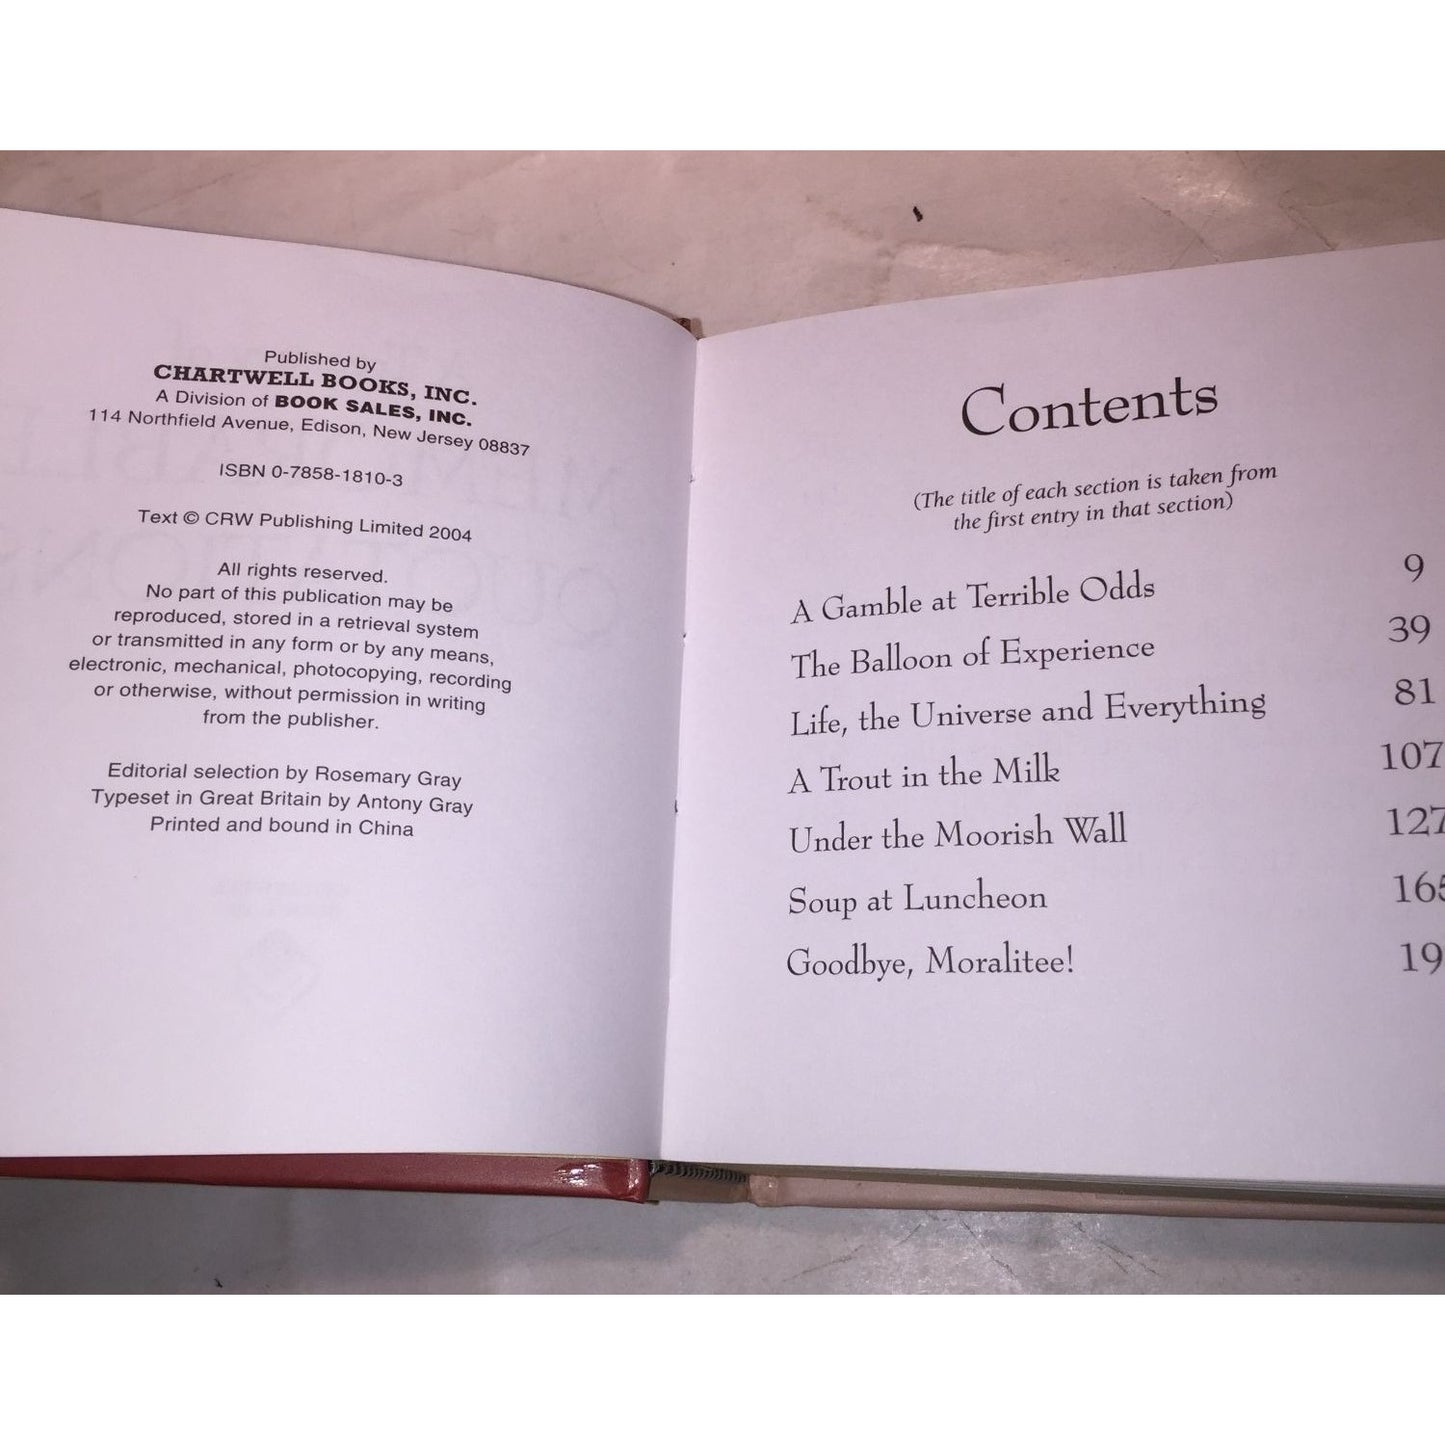 Published by
CHARTWELL BOOKS, INC.
A Division of BOOK SALES, INC.
114 Northfield Avenue, Edison, New Jersey 08837
ISBN 0-7858-1810-3
Text © CRW Publishing Limited 2004
All rights reserved.
No part of this publication may be
reproduced, stored in a retrieval system
or transmitted in any form or by any means,
electronic, mechanical, photocopying, recording
or otherwise, without permission in writing
from the publisher.
Editorial selection by Rosemary Gray
Typeset in Great Britain by Antony Gray
Printed and bound in China
Contents
(The title of each section is taken from
the first entry in that section)
A Gamble at Terrible Odds 9
The Balloon of Experience 39
Life, the Universe and Everything 81
A Trout in the Milk 107
Under the Moorish Wall 127
Soup at Luncheon 165
Goodbye, Moralitee! 19